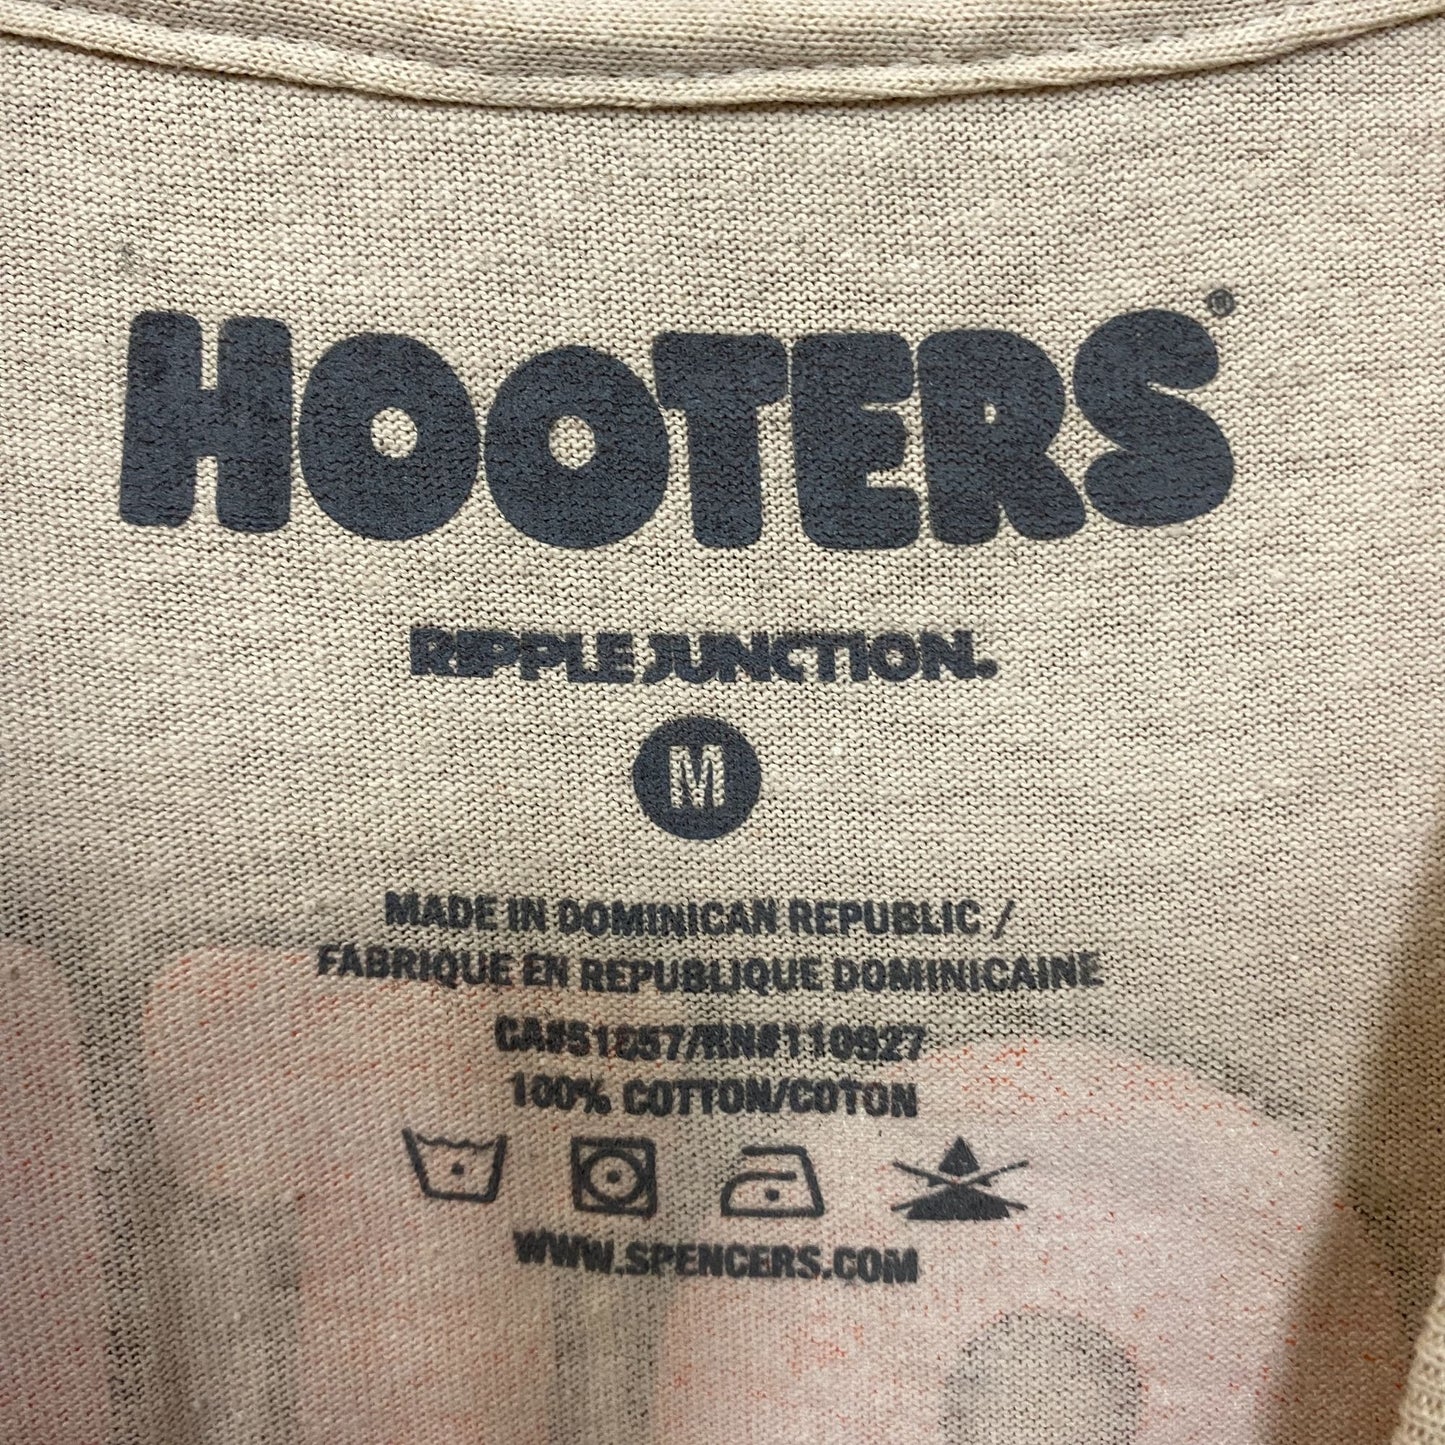 HOOTERS®
RIPPLE JUNCTION.
M
MADE IN DOMINICAN REPUBLIC /
FABRIQUE EN REPUBLIQUE DOMINICAINE
CA#51857/RN#110927
100% COTTON/COTON
WWW.SPENCERS.COM